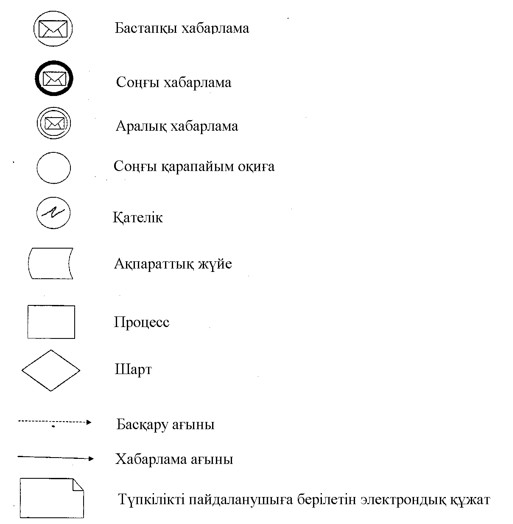 Бастапқы хабарлама
Соңғы хабарлама
Аралық хабарлама
Соңғы қарапайым оқиға
Қателік
Ақпараттық жүйе
Процесс
Шарт
Басқару ағыны
Хабарлама ағыны
Түпкілікті пайдаланушыға берілетін электрондық құжат